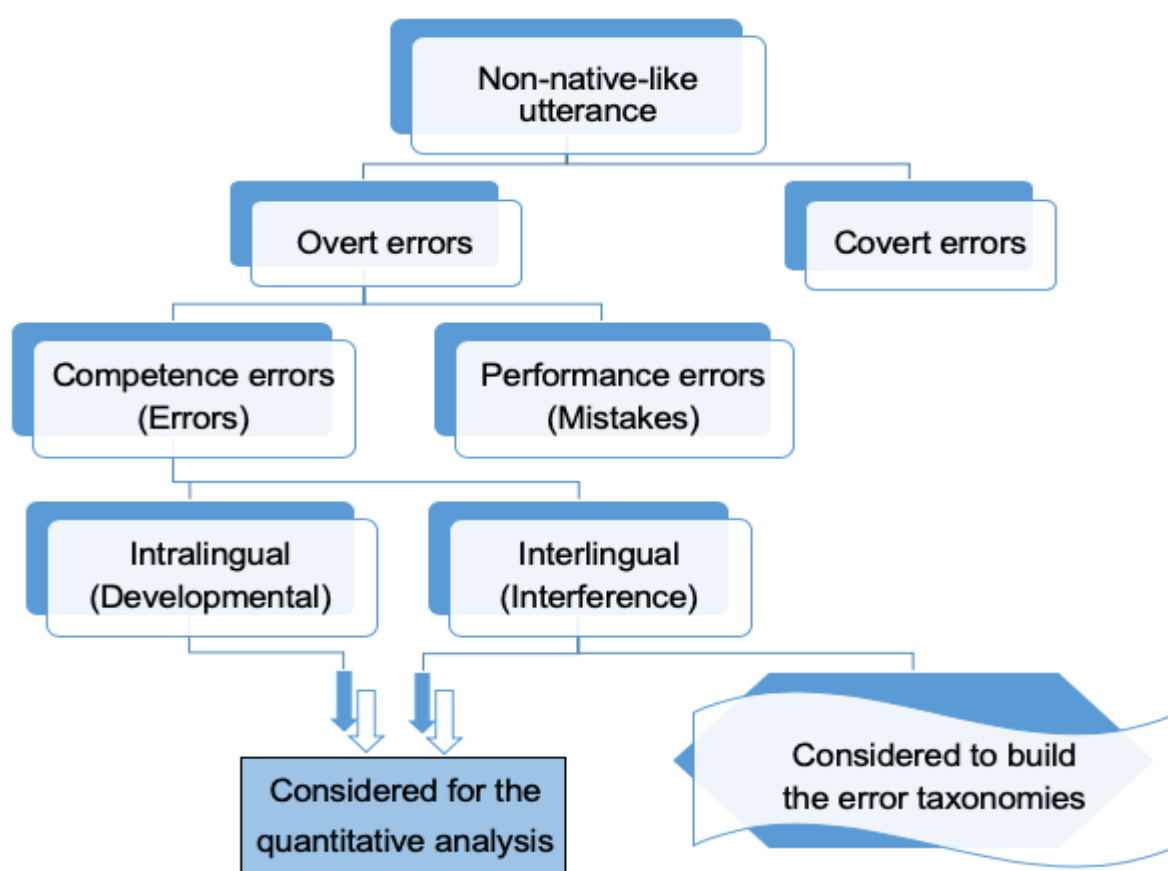 Non-native-like
utterance
Overt errors
Covert errors
Competence errors
(Errors)
Performance errors
(Mistakes)
Intralingual
(Developmental)
Interlingual
(Interference)
Considered for the
quantitative analysis
Considered to build
the error taxonomies